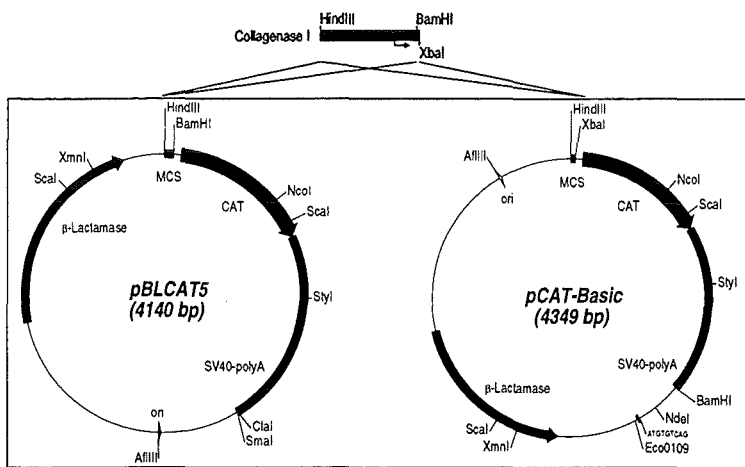 HindIII BamHI
Collagenase I
XbaI
HindIII
BamHI
XmnI
ScaI
MCS
NcoI
CAT
ScaI
β-Lactamase
pBLCAT5
(4140 bp)
StyI
SV40-polyA
ori
ClaI
SmaI
AflIII
HindIII
XbaI
AflIII
ori
MCS
NcoI
CAT
ScaI
pCAT-Basic
(4349 bp)
StyI
SV40-polyA
β-Lactamase
BamHI
NdeI
ATGTGTCAG
Eco0109
ScaI
XmnI